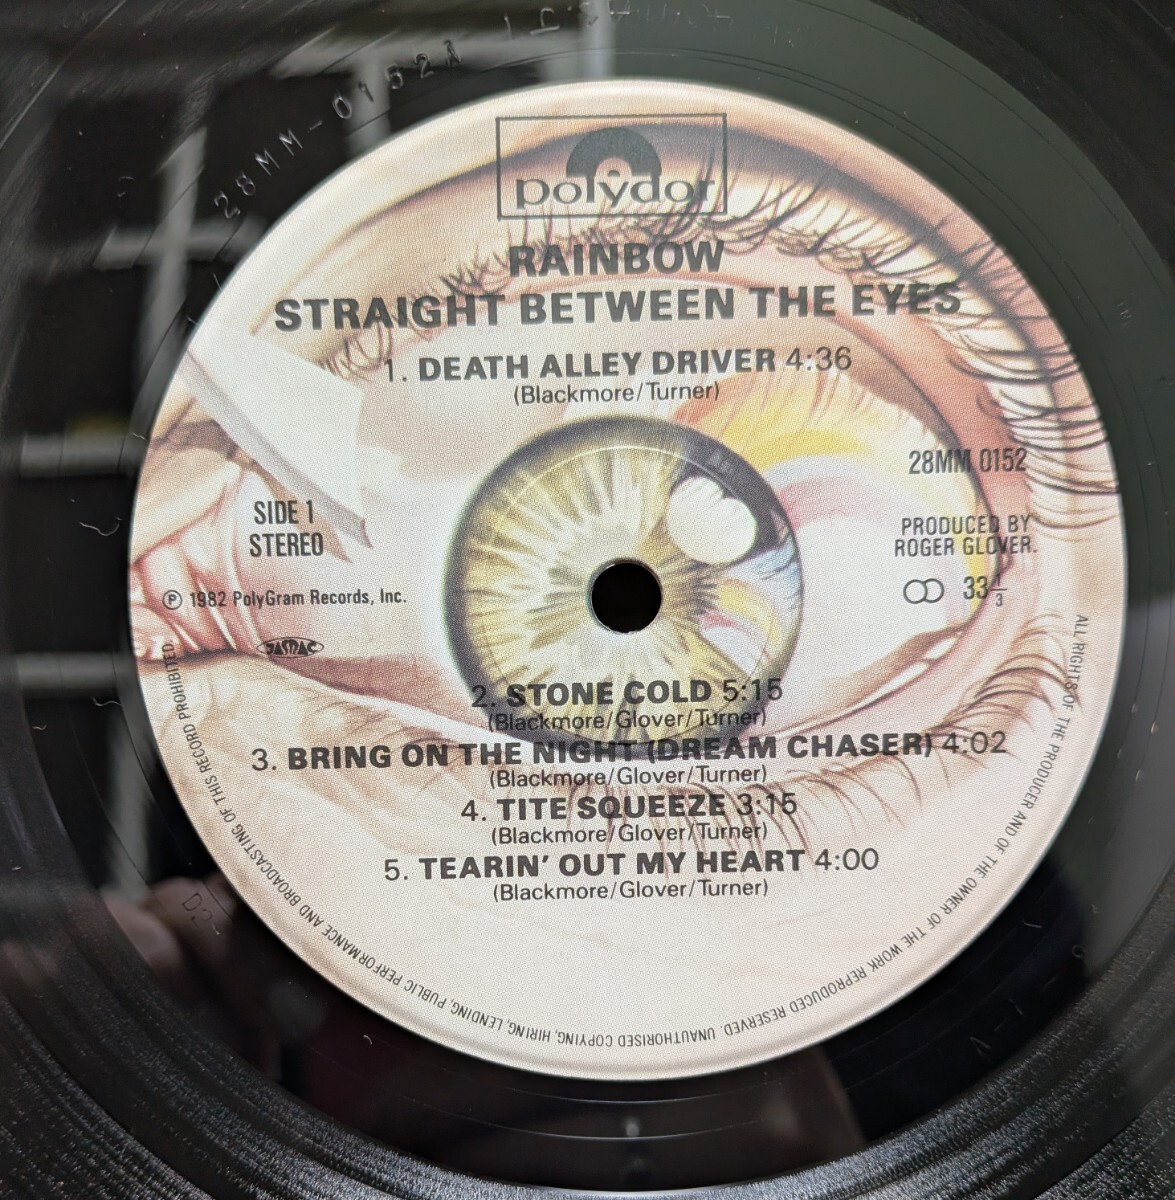 28MM-0152A
polydor
RAINBOW
STRAIGHT BETWEEN THE EYES
1. DEATH ALLEY DRIVER 4:36
(Blackmore/Turner)
28MM 0152
SIDE 1
STEREO
PRODUCED BY
ROGER GLOVER.
33⅓
Ⓟ 1982 PolyGram Records, Inc.
JASRAC
2. STONE COLD 5:15
(Blackmore/Glover/Turner)
3. BRING ON THE NIGHT (DREAM CHASER) 4:02
(Blackmore/Glover/Turner)
4. TITE SQUEEZE 3:15
(Blackmore/Glover/Turner)
5. TEARIN' OUT MY HEART 4:00
(Blackmore/Glover/Turner)
ALL RIGHTS OF THE PRODUCER AND OF THE OWNER OF THE WORK REPRODUCED RESERVED. UNAUTHORISED COPYING, HIRING, LENDING, PUBLIC PERFORMANCE AND BROADCASTING OF THIS RECORD PROHIBITED.